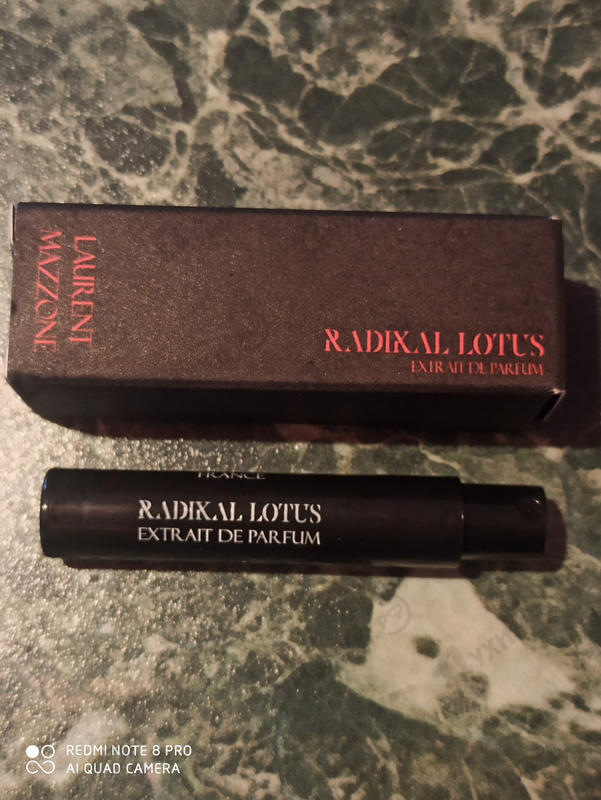 LAURENT
MAZZONE
RADIKAL LOTUS
EXTRAIT DE PARFUM
FRANCE
RADIKAL LOTUS
EXTRAIT DE PARFUM
REDMI NOTE 8 PRO
AI QUAD CAMERA